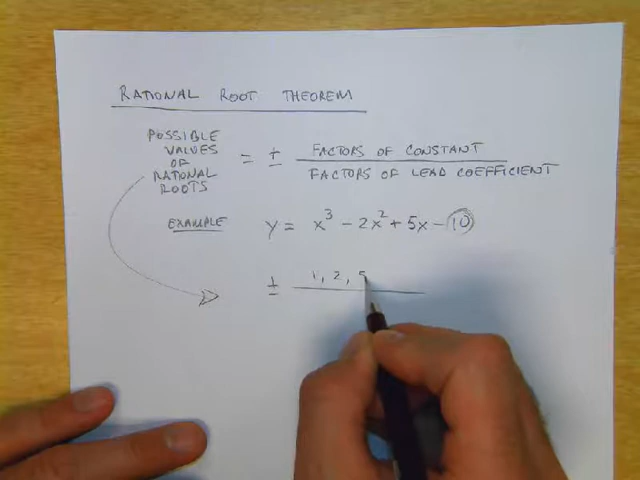 RATIONAL ROOT THEOREM
POSSIBLE
VALUES
OF
RATIONAL
ROOTS
= ± FACTORS OF CONSTANT
FACTORS OF LEAD COEFFICIENT
EXAMPLE y = x³ - 2x² + 5x - 10
± 1, 2, 5